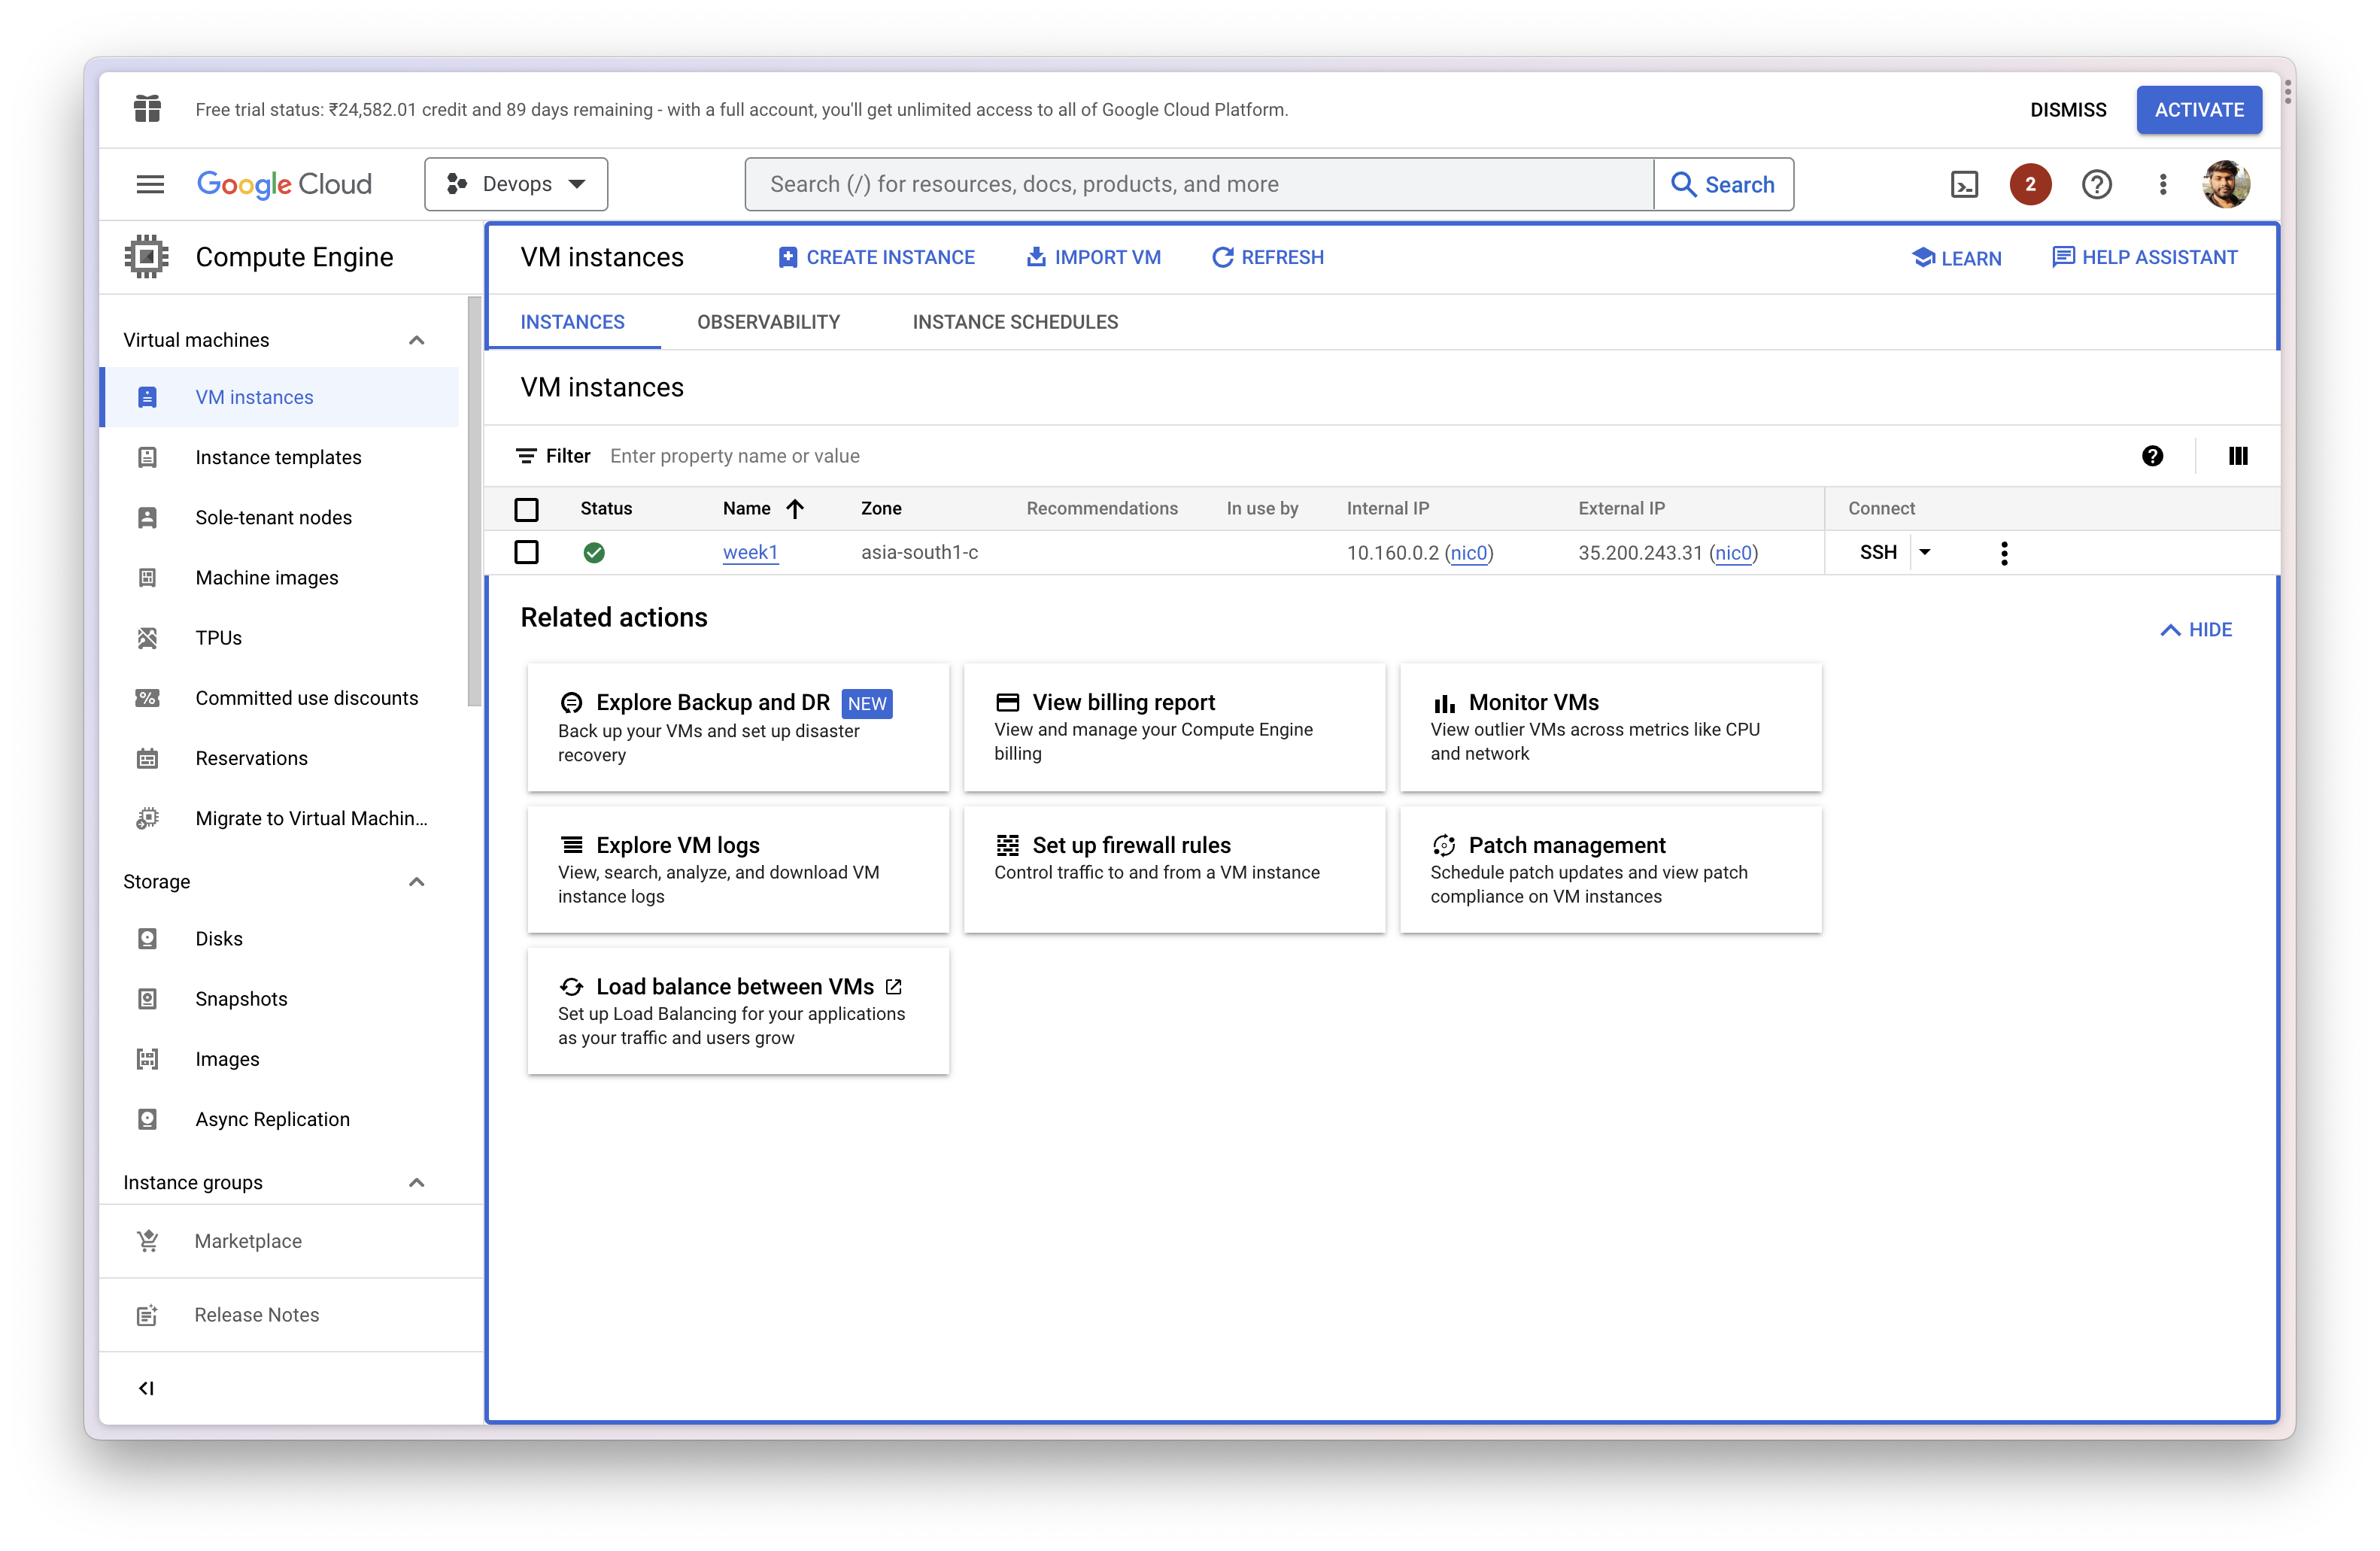 Free trial status: ₹24,582.01 credit and 89 days remaining - with a full account, you'll get unlimited access to all of Google Cloud Platform.
DISMISS
ACTIVATE
Google Cloud
Devops
Search (/) for resources, docs, products, and more
Search
2
Compute Engine
VM instances
CREATE INSTANCE
IMPORT VM
REFRESH
LEARN
HELP ASSISTANT
Virtual machines
VM instances
Instance templates
Sole-tenant nodes
Machine images
TPUs
Committed use discounts
Reservations
Migrate to Virtual Machin...
Storage
Disks
Snapshots
Images
Async Replication
Instance groups
Marketplace
Release Notes
INSTANCES
OBSERVABILITY
INSTANCE SCHEDULES
VM instances
Filter
Enter property name or value
Status
Name
Zone
Recommendations
In use by
Internal IP
External IP
Connect
week1
asia-south1-c
10.160.0.2 (nic0)
35.200.243.31 (nic0)
SSH
Related actions
HIDE
Explore Backup and DR NEW
Back up your VMs and set up disaster
recovery
View billing report
View and manage your Compute Engine
billing
Monitor VMs
View outlier VMs across metrics like CPU
and network
Explore VM logs
View, search, analyze, and download VM
instance logs
Set up firewall rules
Control traffic to and from a VM instance
Patch management
Schedule patch updates and view patch
compliance on VM instances
Load balance between VMs
Set up Load Balancing for your applications
as your traffic and users grow